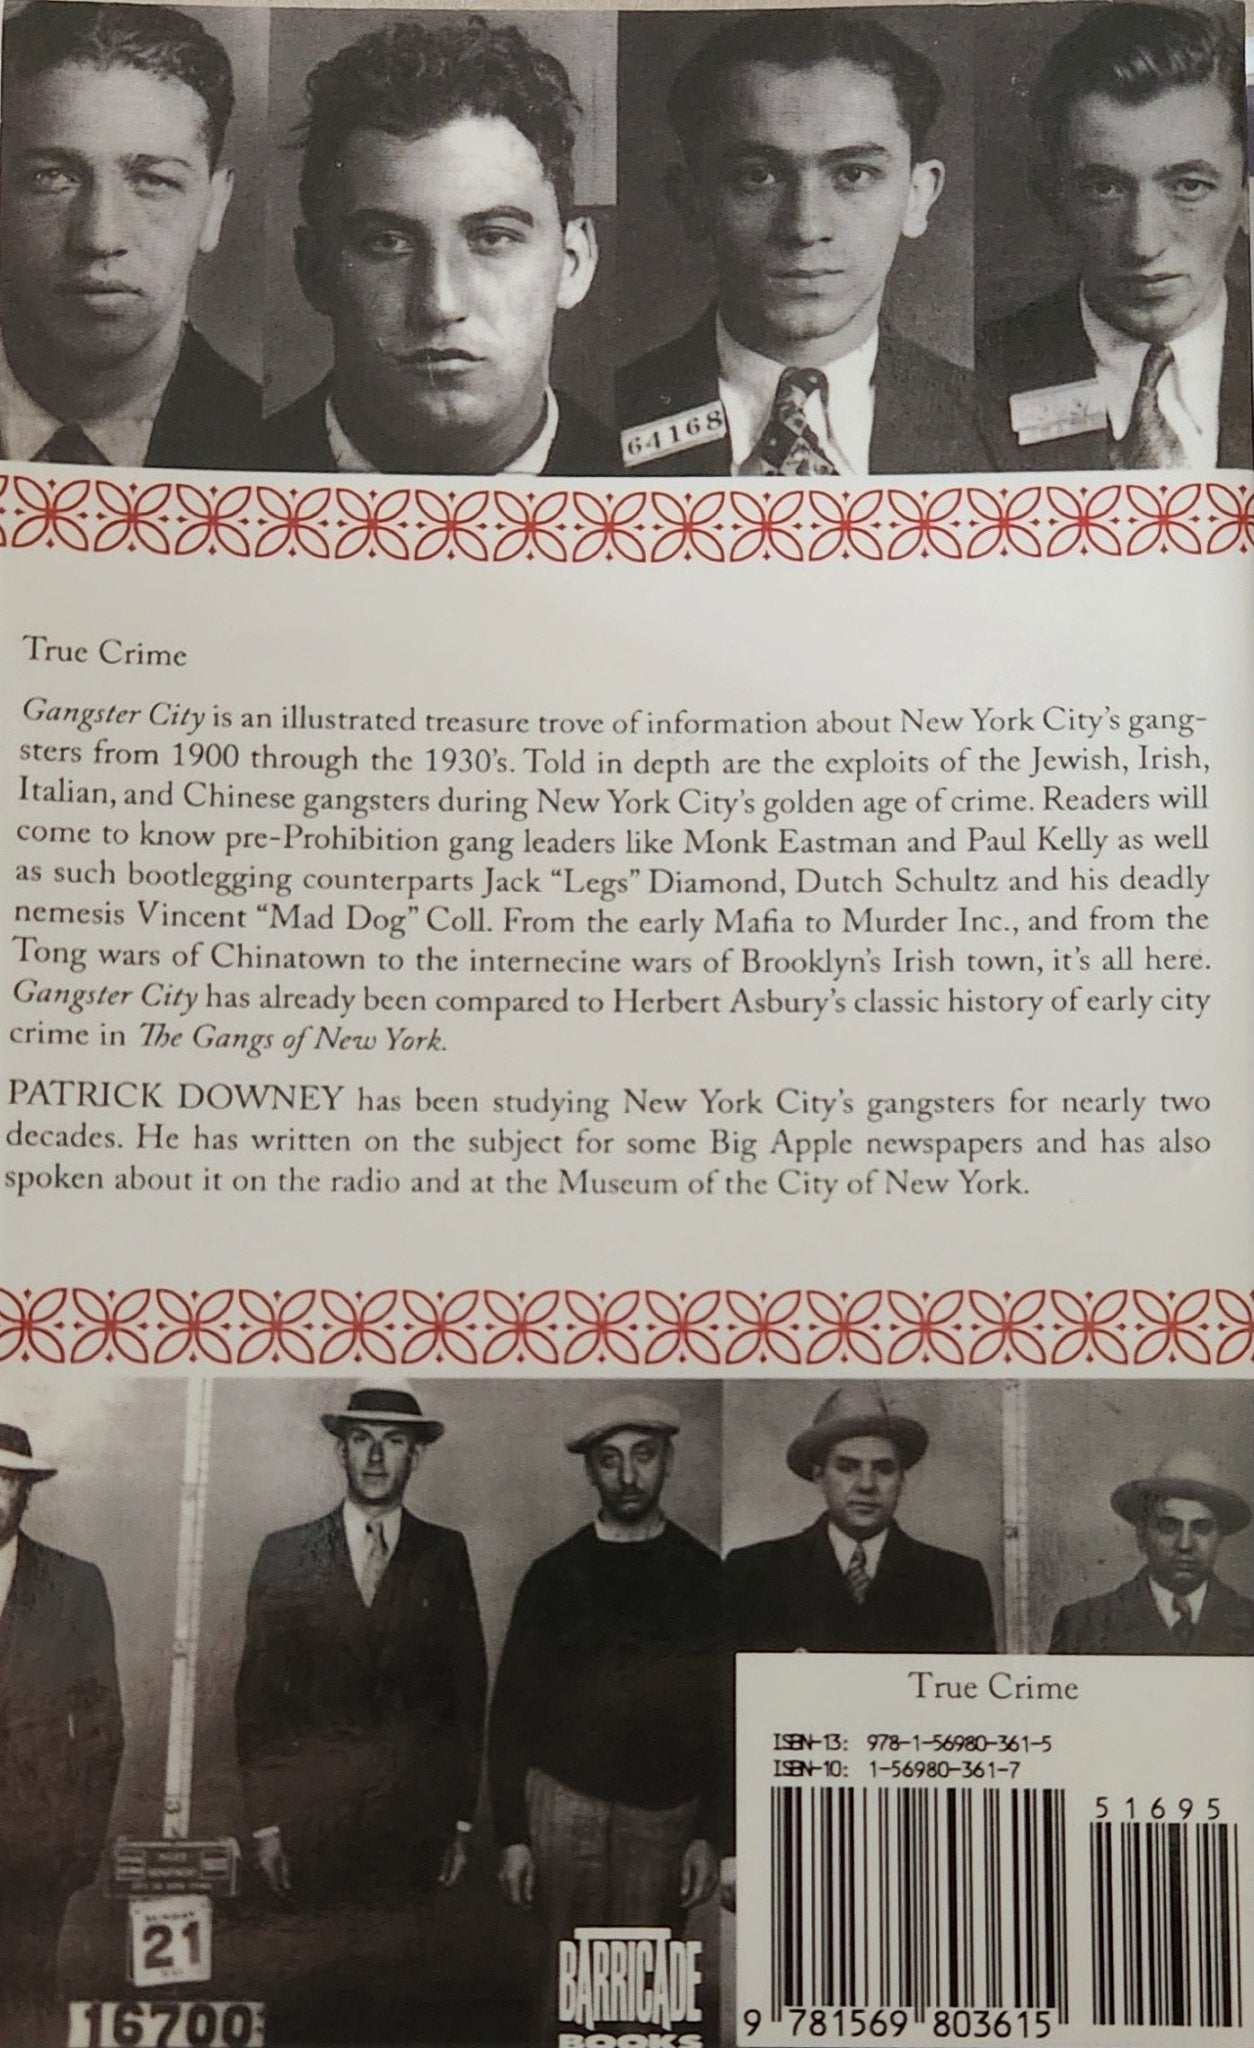 64168
True Crime
Gangster City is an illustrated treasure trove of information about New York City's gang-
sters from 1900 through the 1930's. Told in depth are the exploits of the Jewish, Irish,
Italian, and Chinese gangsters during New York City's golden age of crime. Readers will
come to know pre-Prohibition gang leaders like Monk Eastman and Paul Kelly as well
as such bootlegging counterparts Jack “Legs” Diamond, Dutch Schultz and his deadly
nemesis Vincent “Mad Dog” Coll. From the early Mafia to Murder Inc., and from the
Tong wars of Chinatown to the internecine wars of Brooklyn's Irish town, it's all here.
Gangster City has already been compared to Herbert Asbury's classic history of early city
crime in The Gangs of New York.
PATRICK DOWNEY has been studying New York City's gangsters for nearly two
decades. He has written on the subject for some Big Apple newspapers and has also
spoken about it on the radio and at the Museum of the City of New York.
SUNDAY
21
16700
BARRICADE
BOOKS
True Crime
ISBN-13: 978-1-56980-361-5
ISBN-10: 1-56980-361-7
51695
9 781569 803615